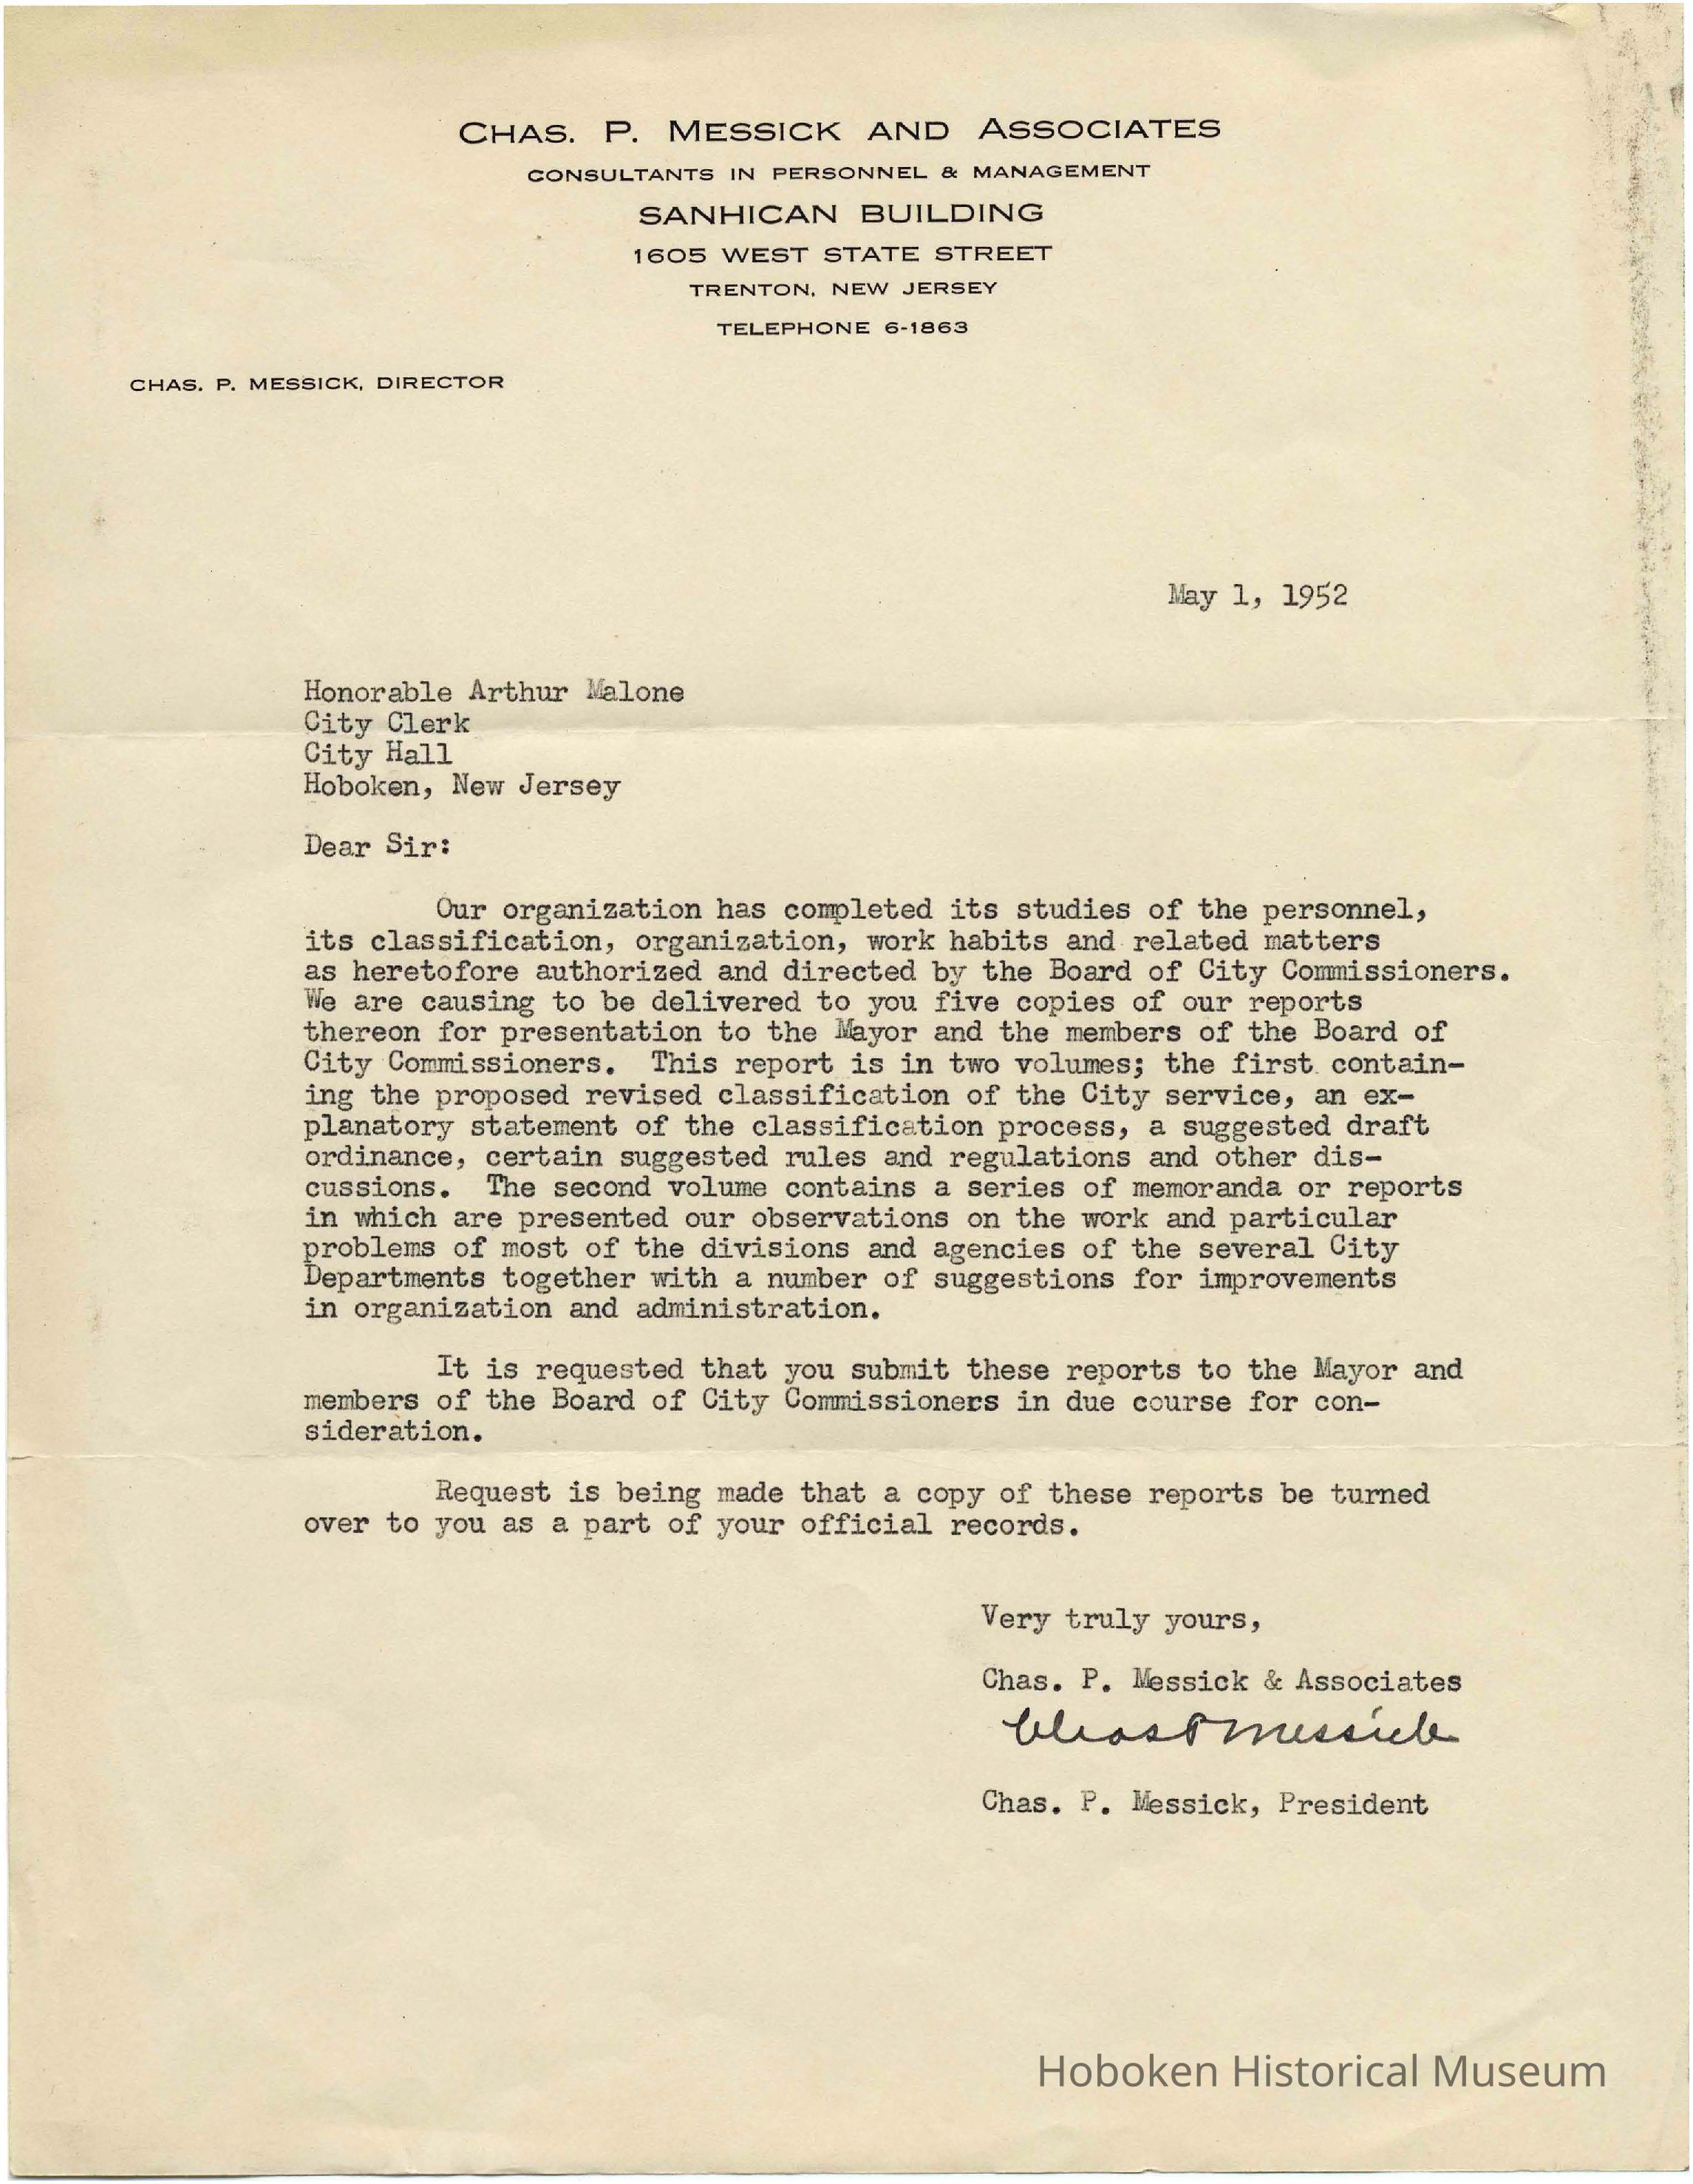 CHAS. P. MESSICK AND ASSOCIATES
CONSULTANTS IN PERSONNEL & MANAGEMENT
SANHICAN BUILDING
1605 WEST STATE STREET
TRENTON, NEW JERSEY
TELEPHONE 6-1863
CHAS. P. MESSICK, DIRECTOR
May 1, 1952
Honorable Arthur Malone
City Clerk
City Hall
Hoboken, New Jersey
Dear Sir:
Our organization has completed its studies of the personnel,
its classification, organization, work habits and related matters
as heretofore authorized and directed by the Board of City Commissioners.
We are causing to be delivered to you five copies of our reports
thereon for presentation to the Mayor and the members of the Board of
City Commissioners. This report is in two volumes; the first contain-
ing the proposed revised classification of the City service, an ex-
planatory statement of the classification process, a suggested draft
ordinance, certain suggested rules and regulations and other dis-
cussions. The second volume contains a series of memoranda or reports
in which are presented our observations on the work and particular
problems of most of the divisions and agencies of the several City
Departments together with a number of suggestions for improvements
in organization and administration.
It is requested that you submit these reports to the Mayor and
members of the Board of City Commissioners in due course for con-
sideration.
Request is being made that a copy of these reports be turned
over to you as a part of your official records.
Very truly yours,
Chas. P. Messick & Associates
Chas P Messick
Chas. P. Messick, President
Hoboken Historical Museum